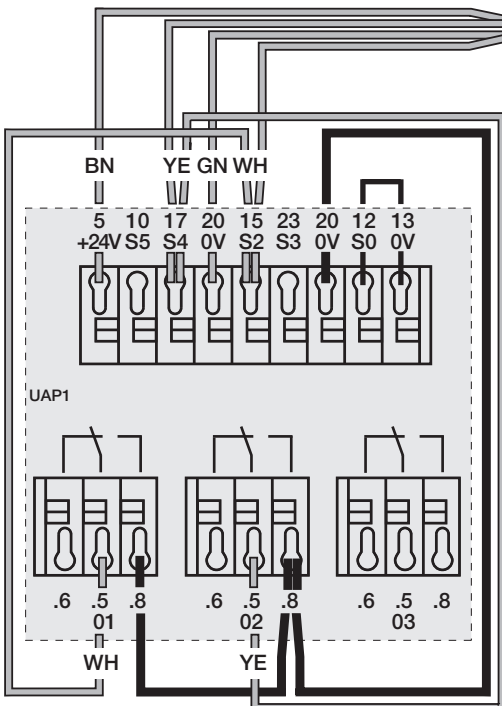 BN YE GN WH
5 10 17 20 15 23 20 12 13
+24V S5 S4 0V S2 S3 0V S0 0V
UAP1
.6 .5 .8 .6 .5 .8 .6 .5 .8
01 02 03
WH YE